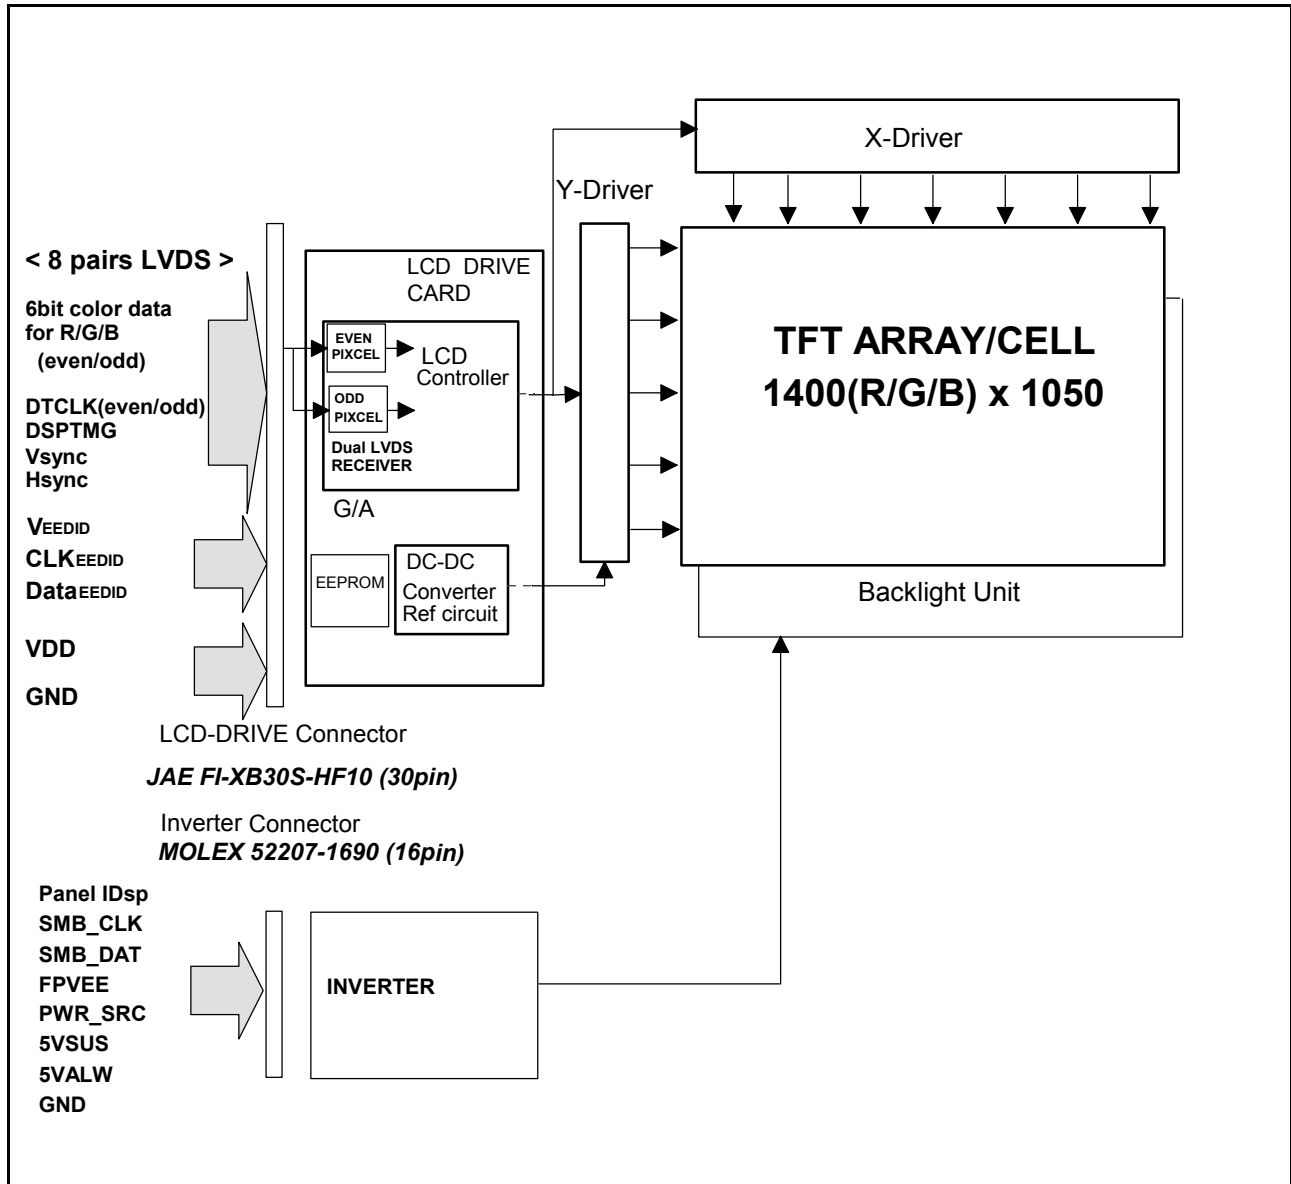 X-Driver
Y-Driver
< 8 pairs LVDS >
6bit color data
for R/G/B
(even/odd)
DTCLK(even/odd)
DSPTMG
Vsync
Hsync
VEEDID
CLKEEDID
DataEEDID
VDD
GND
LCD DRIVE
CARD
EVEN
PIXCEL
LCD
Controller
ODD
PIXCEL
Dual LVDS
RECEIVER
G/A
EEPROM
DC-DC
Converter
Ref circuit
TFT ARRAY/CELL
1400(R/G/B) x 1050
Backlight Unit
LCD-DRIVE Connector
JAE FI-XB30S-HF10 (30pin)
Inverter Connector
MOLEX 52207-1690 (16pin)
Panel IDsp
SMB_CLK
SMB_DAT
FPVEE
PWR_SRC
5VSUS
5VALW
GND
INVERTER